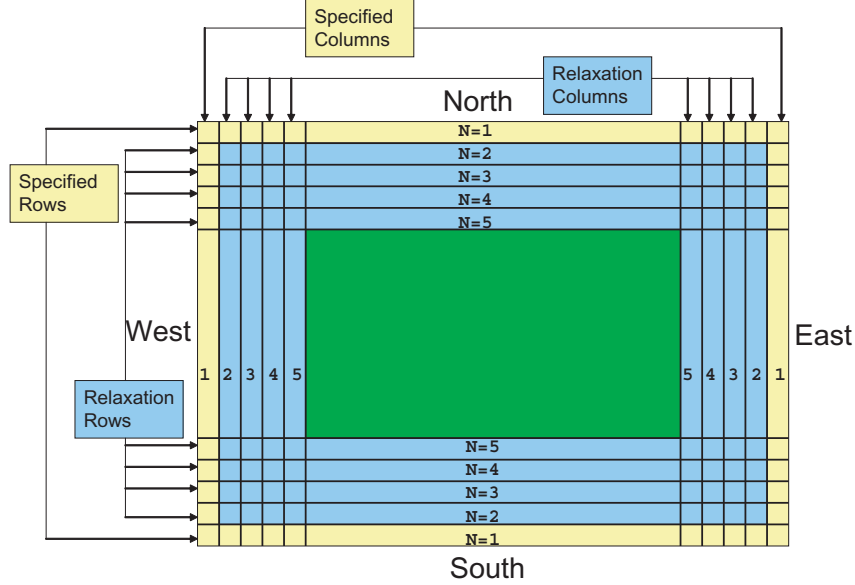 Specified
Columns
Relaxation
Columns
North
N=1
N=2
N=3
N=4
N=5
Specified
Rows
West
East
1 2 3 4 5
5 4 3 2 1
Relaxation
Rows
N=5
N=4
N=3
N=2
N=1
South